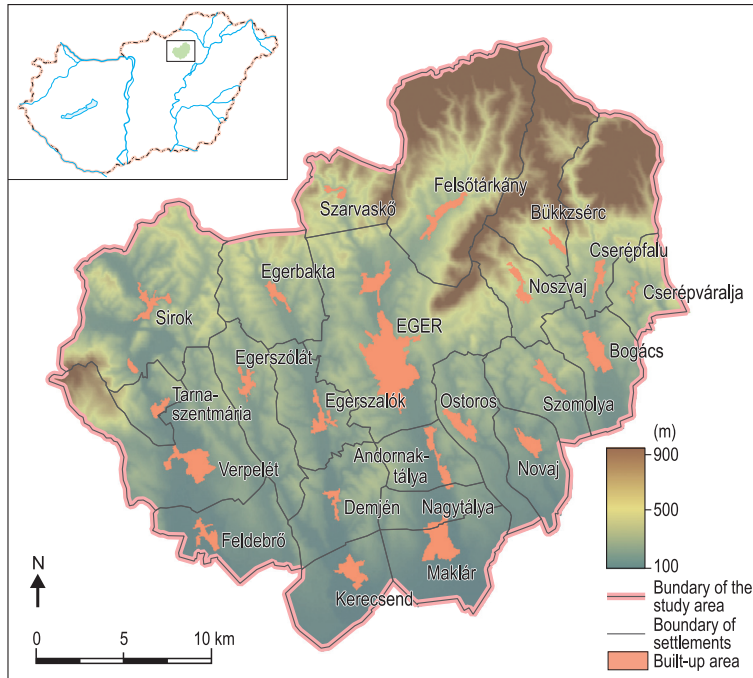 Felsőtárkány
Szarvaskő
Bükkzsérc
Cserépfalu
Egerbakta
Noszvaj
Cserépváralja
Sirok
EGER
Bogács
Egerszólát
Tarna-
szentmária
Egerszalók
Ostoros
Szomolya
Andornak-
tálya
Verpelét
Novaj
Demjén
Nagytálya
Feldebrő
Maklár
Kerecsend
(m)
900
500
100
N
0 5 10 km
Bundary of the
study area
Boundary of
settlements
Built-up area